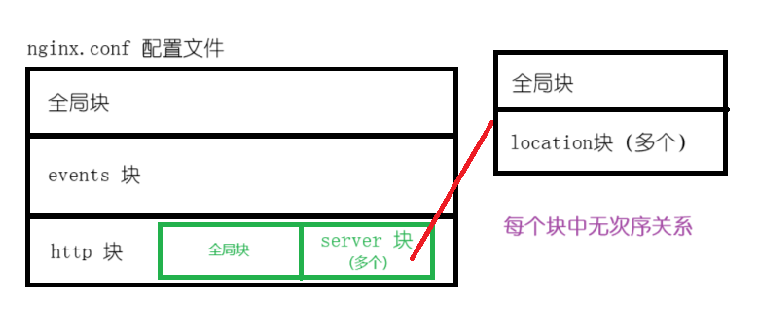 nginx.conf 配置文件
全局块
events 块
http 块
全局块
server 块
(多个)
全局块
location块 (多个)
每个块中无次序关系